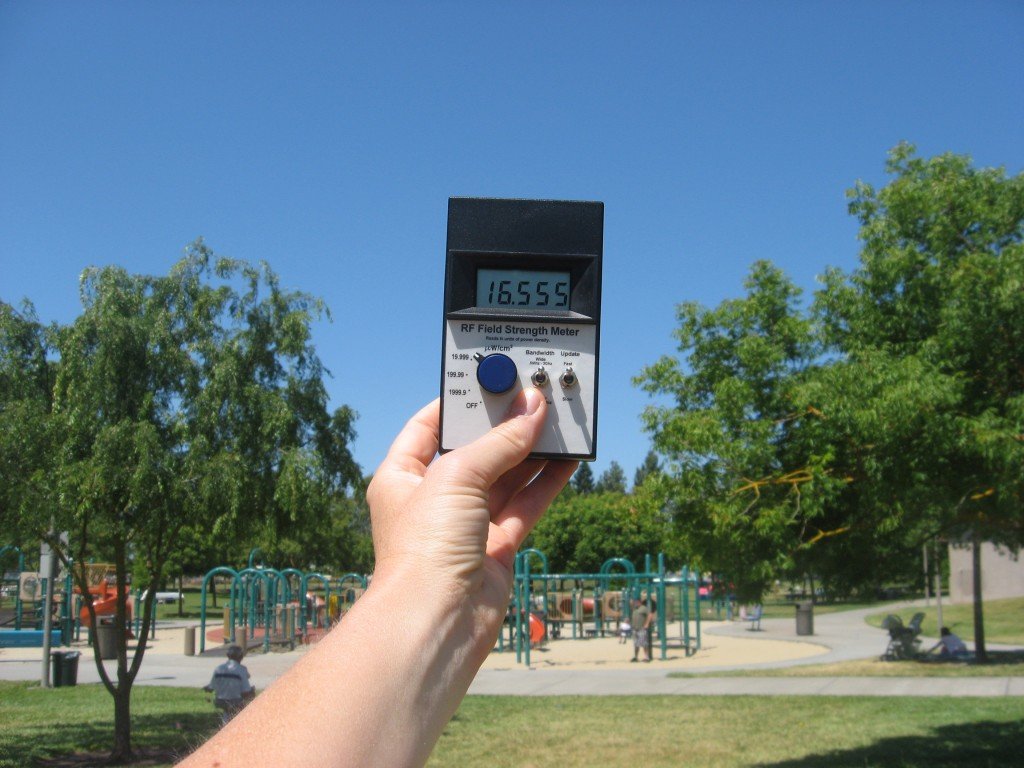 16.555
RF Field Strength Meter
Reads in units of power density.
µW/cm²
19.999
199.99
1999.9
OFF
Bandwidth
Wide
Update
Fast
Slow